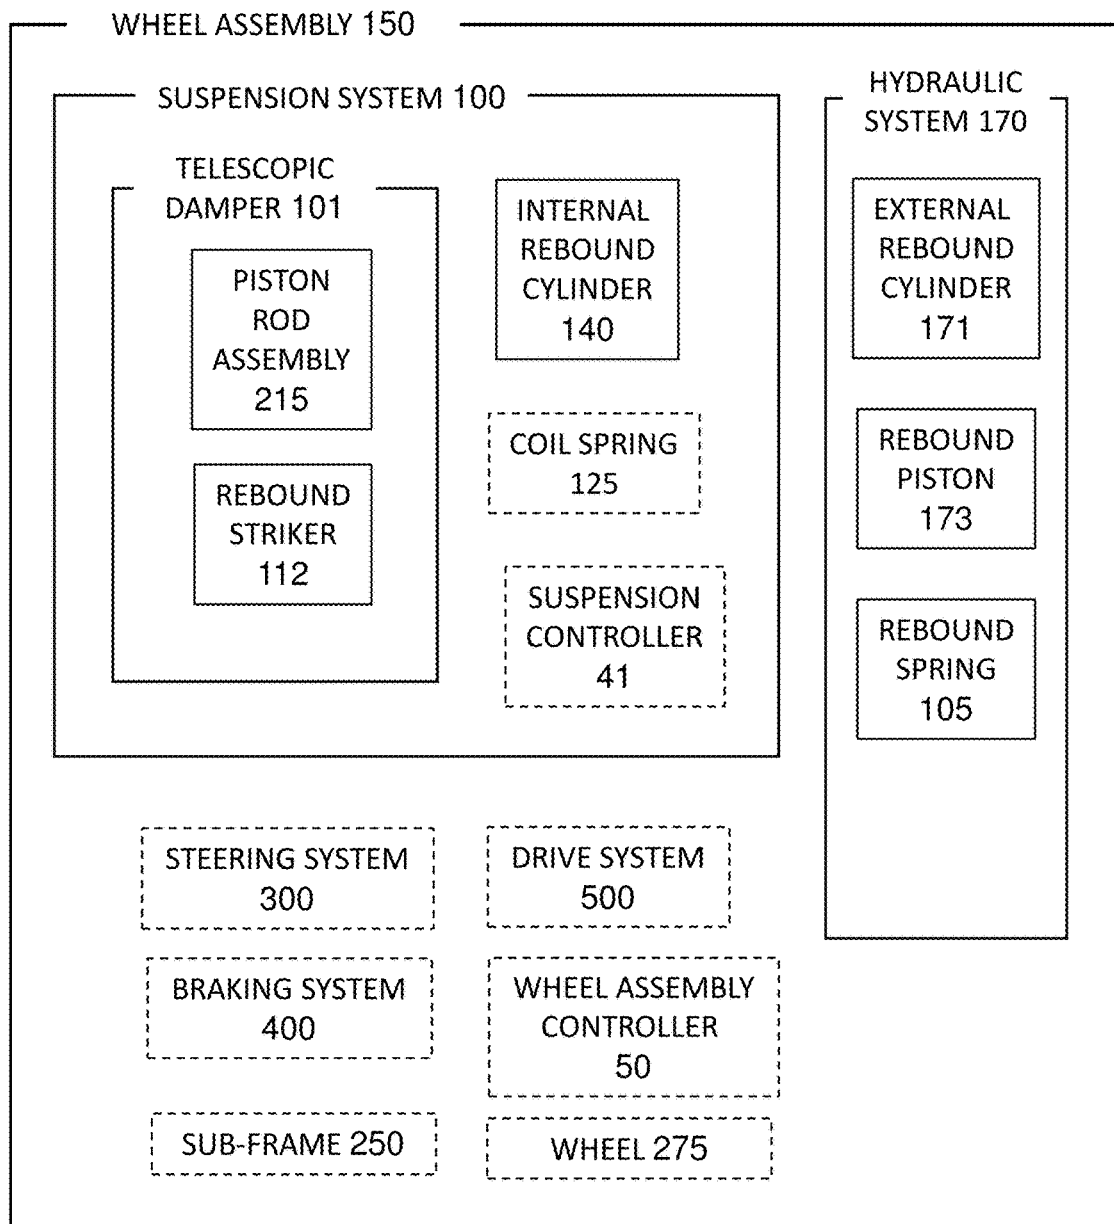 WHEEL ASSEMBLY 150
SUSPENSION SYSTEM 100
TELESCOPIC
DAMPER 101
PISTON
ROD
ASSEMBLY
215
REBOUND
STRIKER
112
INTERNAL
REBOUND
CYLINDER
140
COIL SPRING
125
SUSPENSION
CONTROLLER
41
HYDRAULIC
SYSTEM 170
EXTERNAL
REBOUND
CYLINDER
171
REBOUND
PISTON
173
REBOUND
SPRING
105
STEERING SYSTEM
300
DRIVE SYSTEM
500
BRAKING SYSTEM
400
WHEEL ASSEMBLY
CONTROLLER
50
SUB-FRAME 250
WHEEL 275